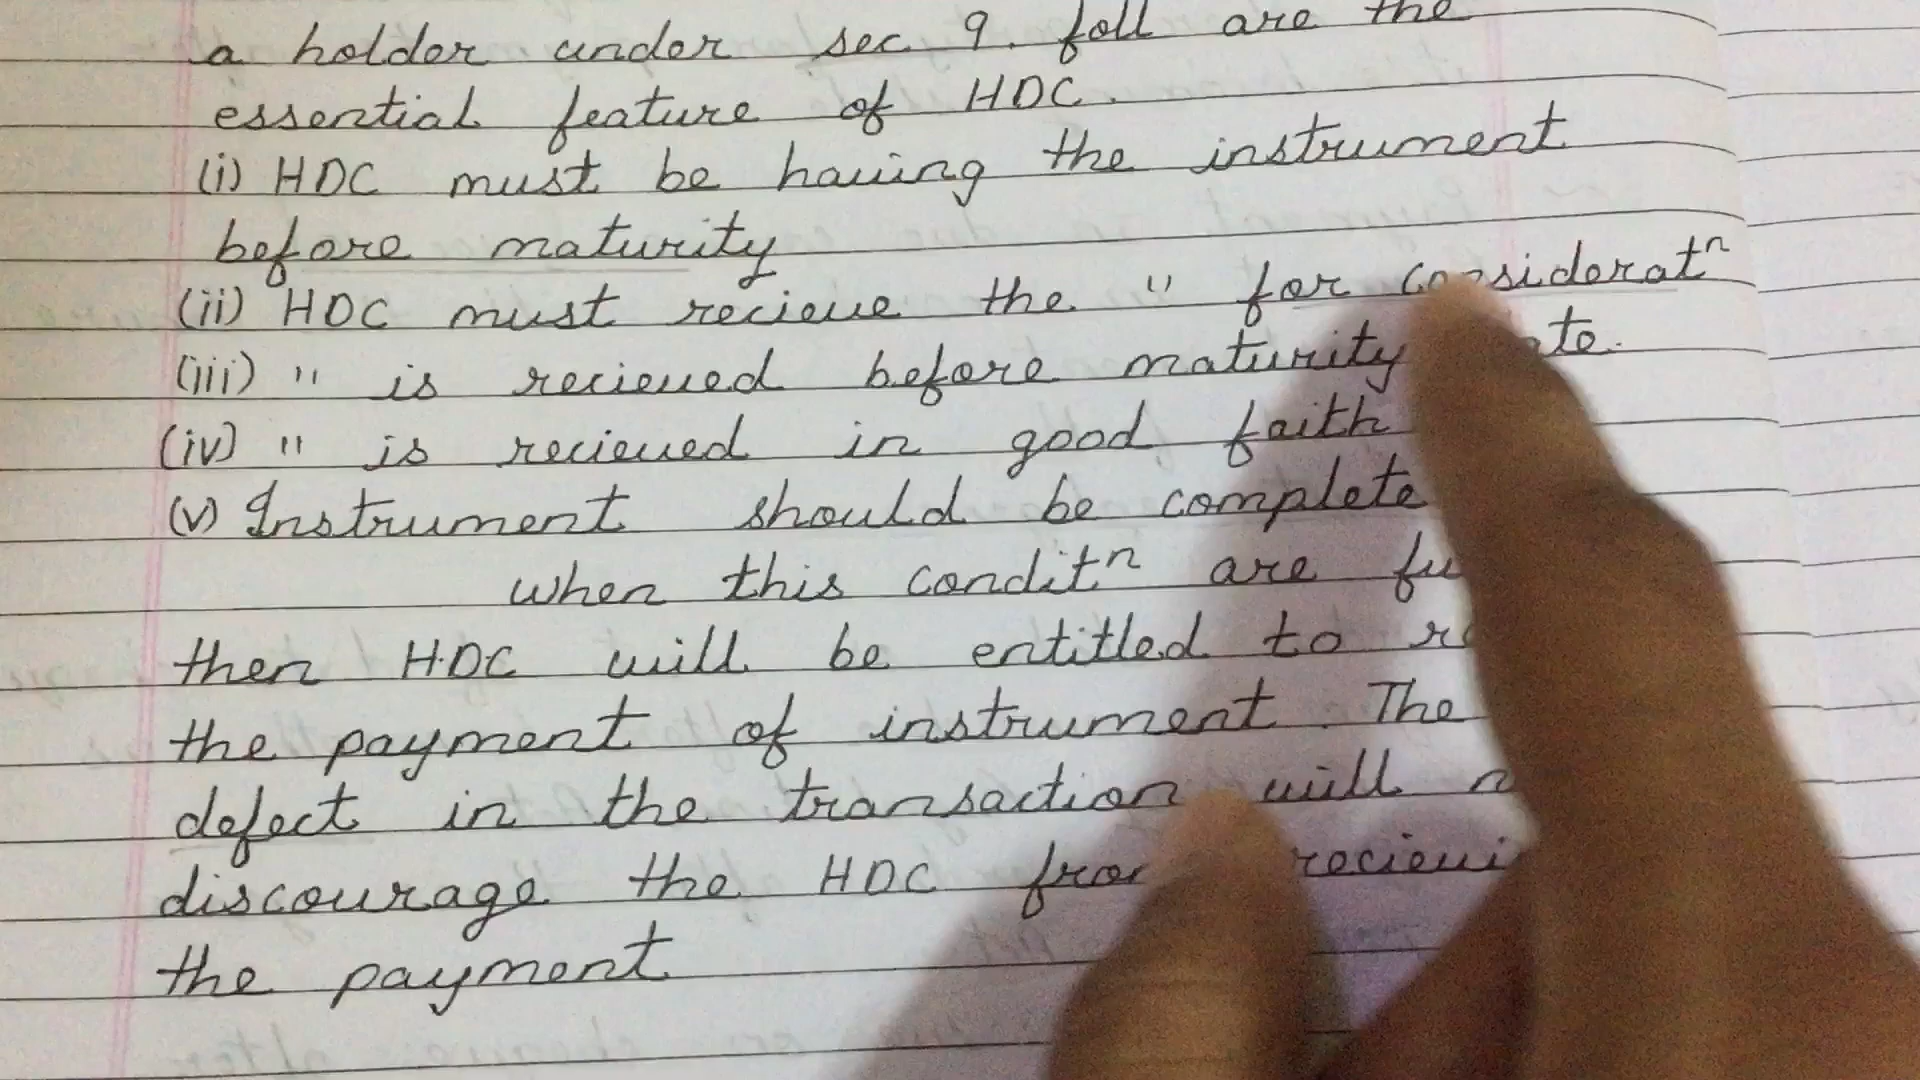 a holder under sec 9. foll are the
essential feature of HDC.
(i) HDC must be having the instrument
before maturity
(ii) HDC must recieve the " for consideratn
(iii) " is recieved before maturity
(iv) " is recieved in good faith
(v) Instrument should be complete
when this conditn are
then HDC will be entitled to
the payment of instrument. The
defect in the transaction will
discourage the HDC from
the payment